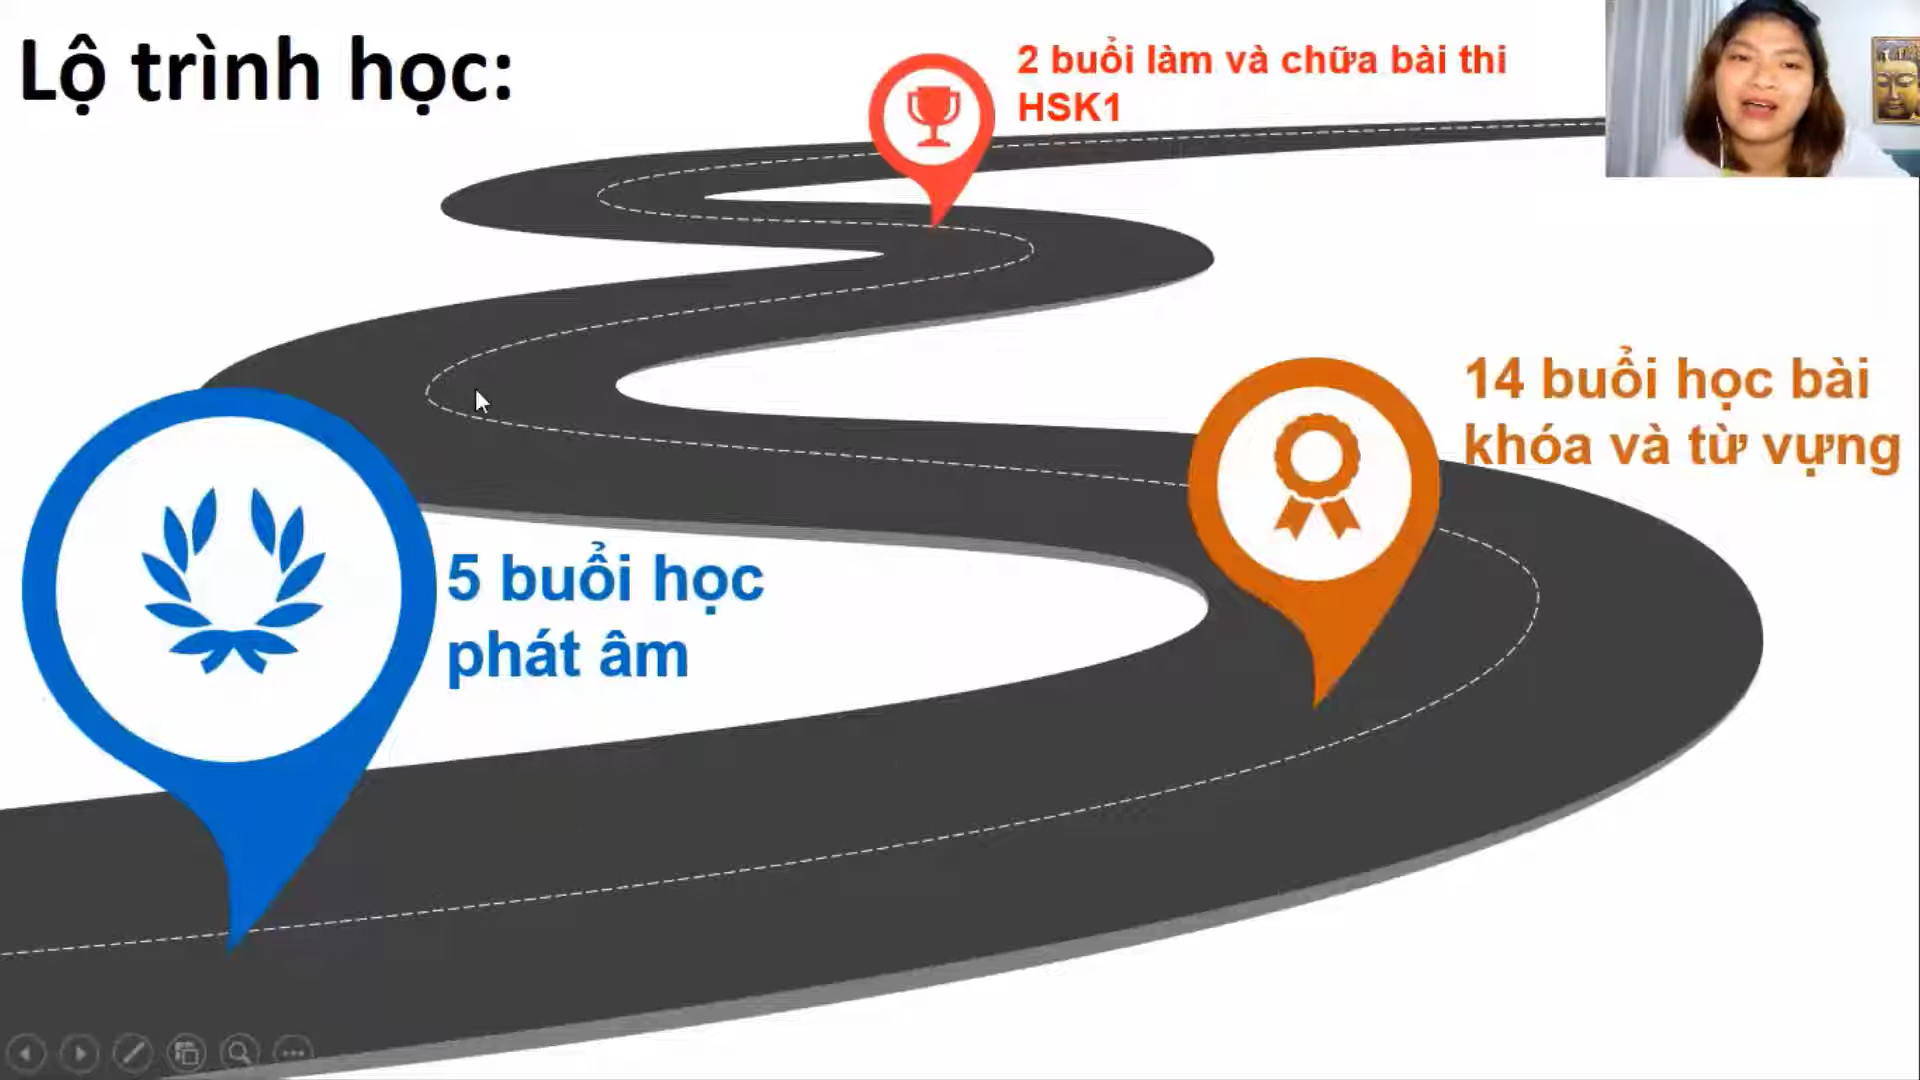 Lộ trình học:
2 buổi làm và chữa bài thi
HSK1
14 buổi học bài
khóa và từ vựng
5 buổi học
phát âm